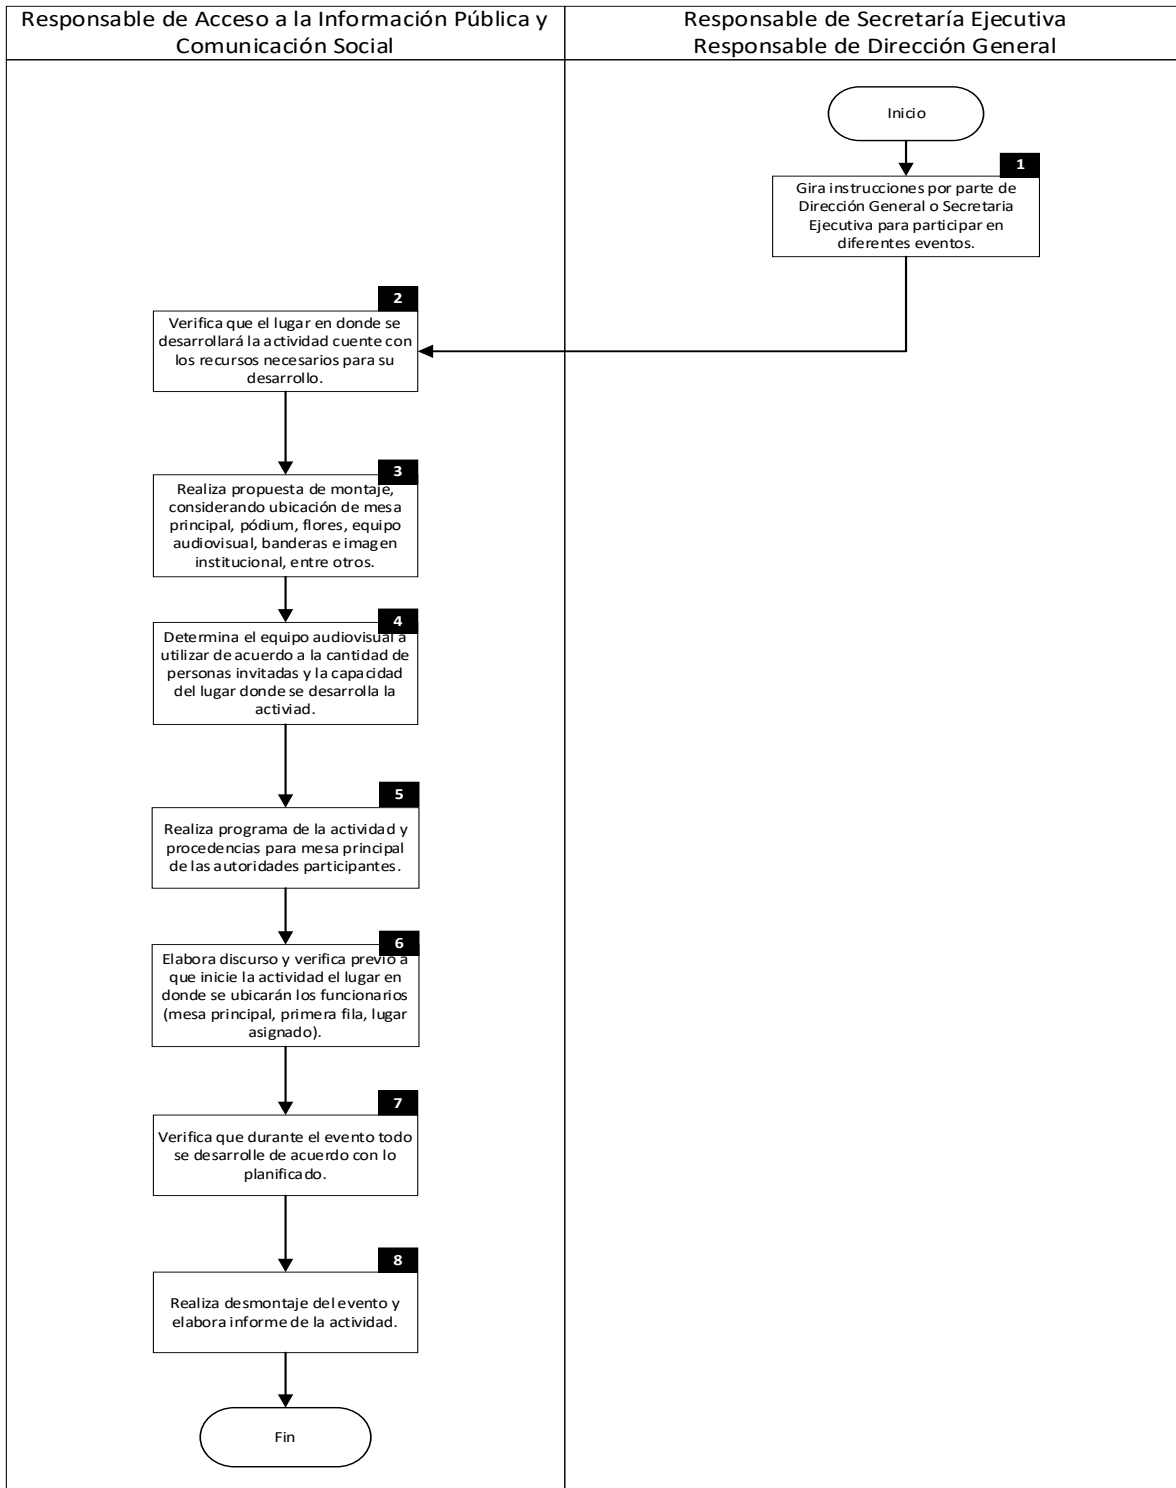 Responsable de Acceso a la Información Pública y
Comunicación Social
Responsable de Secretaría Ejecutiva
Responsable de Dirección General
Inicio
1
Gira instrucciones por parte de
Dirección General o Secretaria
Ejecutiva para participar en
diferentes eventos.
2
Verifica que el lugar en donde se
desarrollará la actividad cuente con
los recursos necesarios para su
desarrollo.
3
Realiza propuesta de montaje,
considerando ubicación de mesa
principal, pódium, flores, equipo
audiovisual, banderas e imagen
institucional, entre otros.
4
Determina el equipo audiovisual a
utilizar de acuerdo a la cantidad de
personas invitadas y la capacidad
del lugar donde se desarrolla la
activiad.
5
Realiza programa de la actividad y
procedencias para mesa principal
de las autoridades participantes.
6
Elabora discurso y verifica previo a
que inicie la actividad el lugar en
donde se ubicarán los funcionarios
(mesa principal, primera fila, lugar
asignado).
7
Verifica que durante el evento todo
se desarrolle de acuerdo con lo
planificado.
8
Realiza desmontaje del evento y
elabora informe de la actividad.
Fin